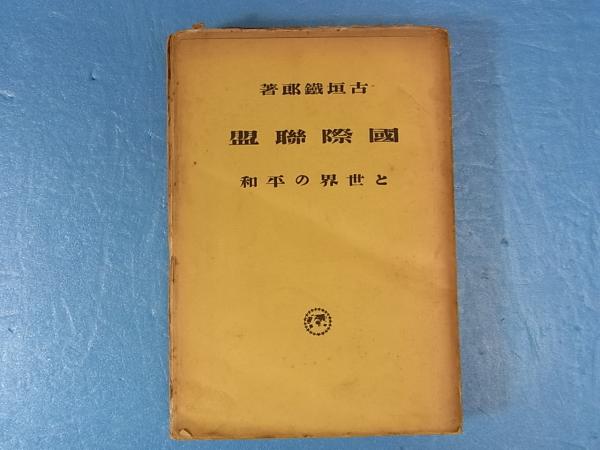 古垣鐵郎著
國際聯盟
と世界の平和